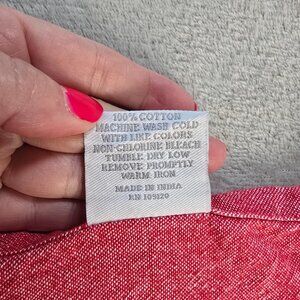 100% COTTON
MACHINE WASH COLD
WITH LIKE COLORS
NON-CHLORINE BLEACH
TUMBLE DRY LOW
REMOVE PROMPTLY
WARM IRON
MADE IN INDIA
RN 109120